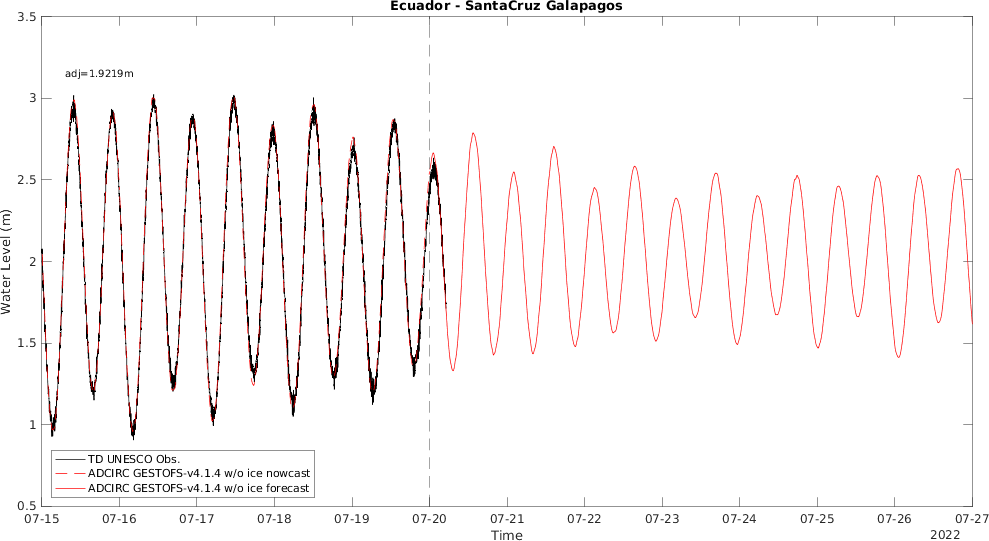 Ecuador - SantaCruz Galapagos
3.5
adj=1.9219m
3
2.5
2
1.5
1
0.5
Water Level (m)
TD UNESCO Obs.
ADCIRC GESTOFS-v4.1.4 w/o ice nowcast
ADCIRC GESTOFS-v4.1.4 w/o ice forecast
07-15 07-16 07-17 07-18 07-19 07-20 07-21 07-22 07-23 07-24 07-25 07-26 07-27
Time
2022